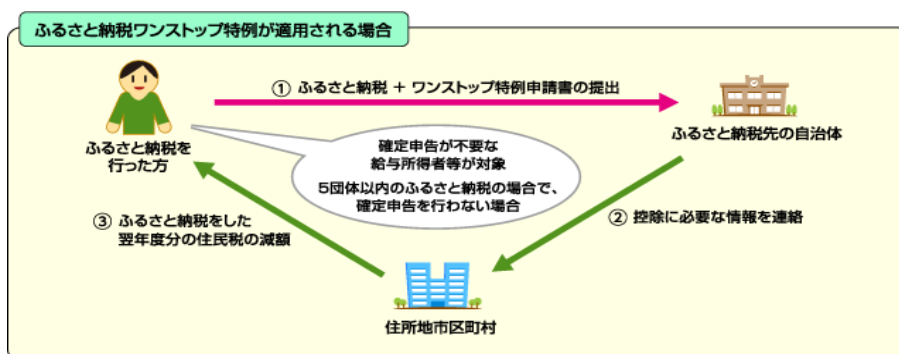 ふるさと納税ワンストップ特例が適用される場合
① ふるさと納税 + ワンストップ特例申請書の提出
ふるさと納税を
行った方
ふるさと納税先の自治体
確定申告が不要な
給与所得者等が対象
5団体以内のふるさと納税の場合で、
確定申告を行わない場合
③ ふるさと納税をした
翌年度分の住民税の減額
② 控除に必要な情報を連絡
住所地市区町村